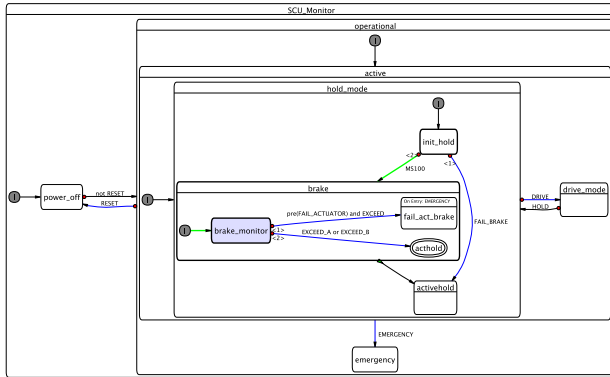 SCU_Monitor
operational
I
active
hold_mode
I
init_hold
<2>
<1>
MS100
brake
power_off
I
not RESET
RESET
I
On Entry: EMERGENCY
fail_act_brake
pre(FAIL_ACTUATOR) and EXCEED
<1>
I
brake_monitor
<2>
EXCEED_A or EXCEED_B
acthold
FAIL_BRAKE
DRIVE
HOLD
drive_mode
activehold
EMERGENCY
emergency